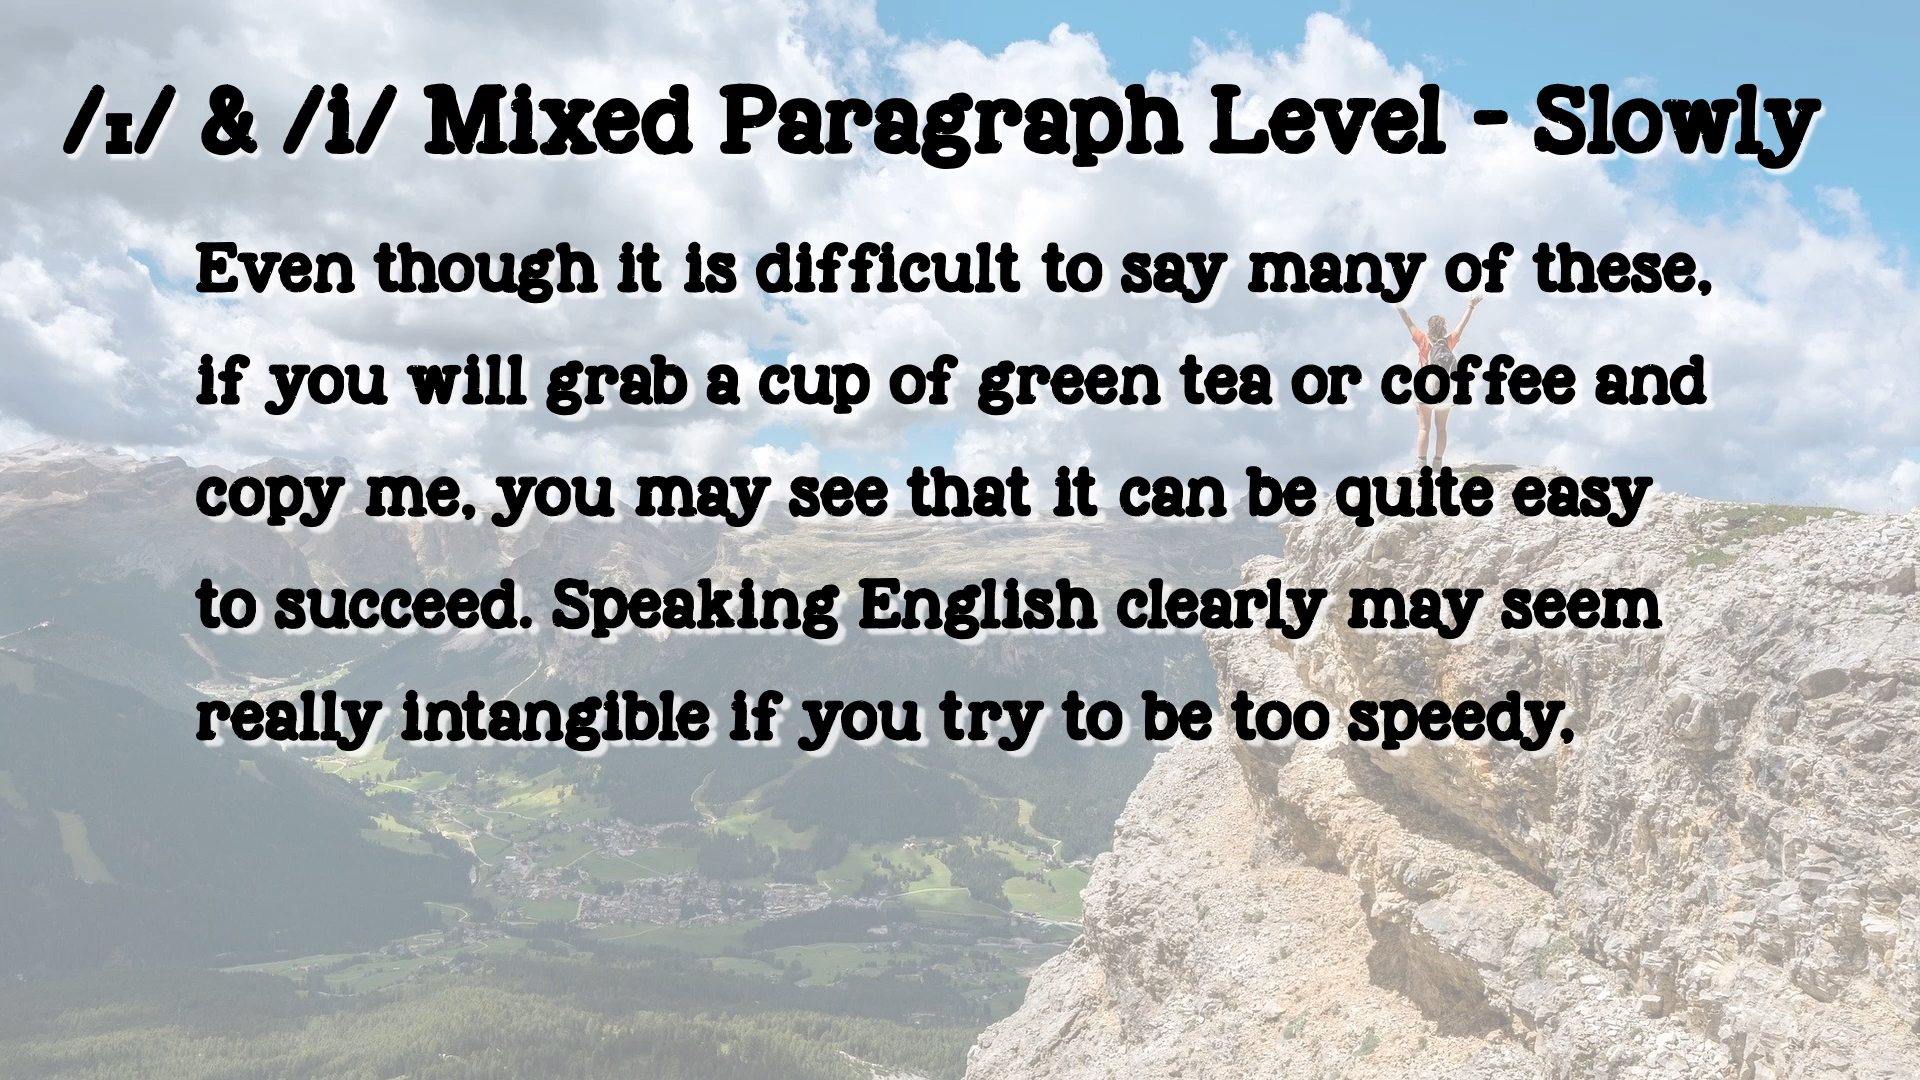 /ɪ/ & /i/ Mixed Paragraph Level - Slowly
Even though it is difficult to say many of these,
if you will grab a cup of green tea or coffee and
copy me, you may see that it can be quite easy
to succeed. Speaking English clearly may seem
really intangible if you try to be too speedy,